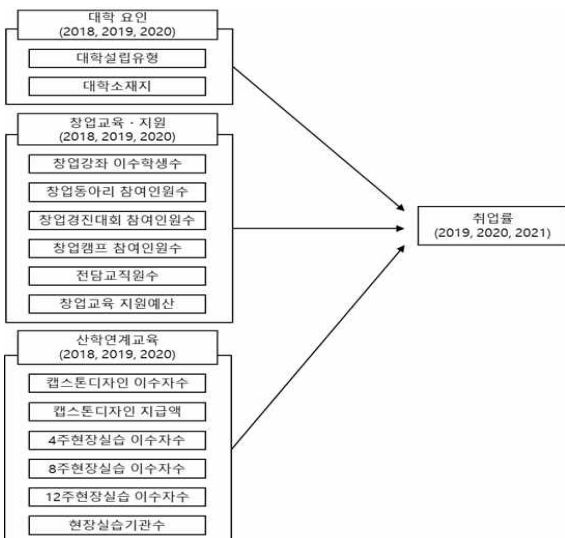 대학 요인
(2018, 2019, 2020)
대학설립유형
대학소재지
창업교육 · 지원
(2018, 2019, 2020)
창업강좌 이수학생수
창업동아리 참여인원수
창업경진대회 참여인원수
창업캠프 참여인원수
전담교직원수
창업교육 지원예산
산학연계교육
(2018, 2019, 2020)
캡스톤디자인 이수자수
캡스톤디자인 지급액
4주현장실습 이수자수
8주현장실습 이수자수
12주현장실습 이수자수
현장실습기관수
취업률
(2019, 2020, 2021)